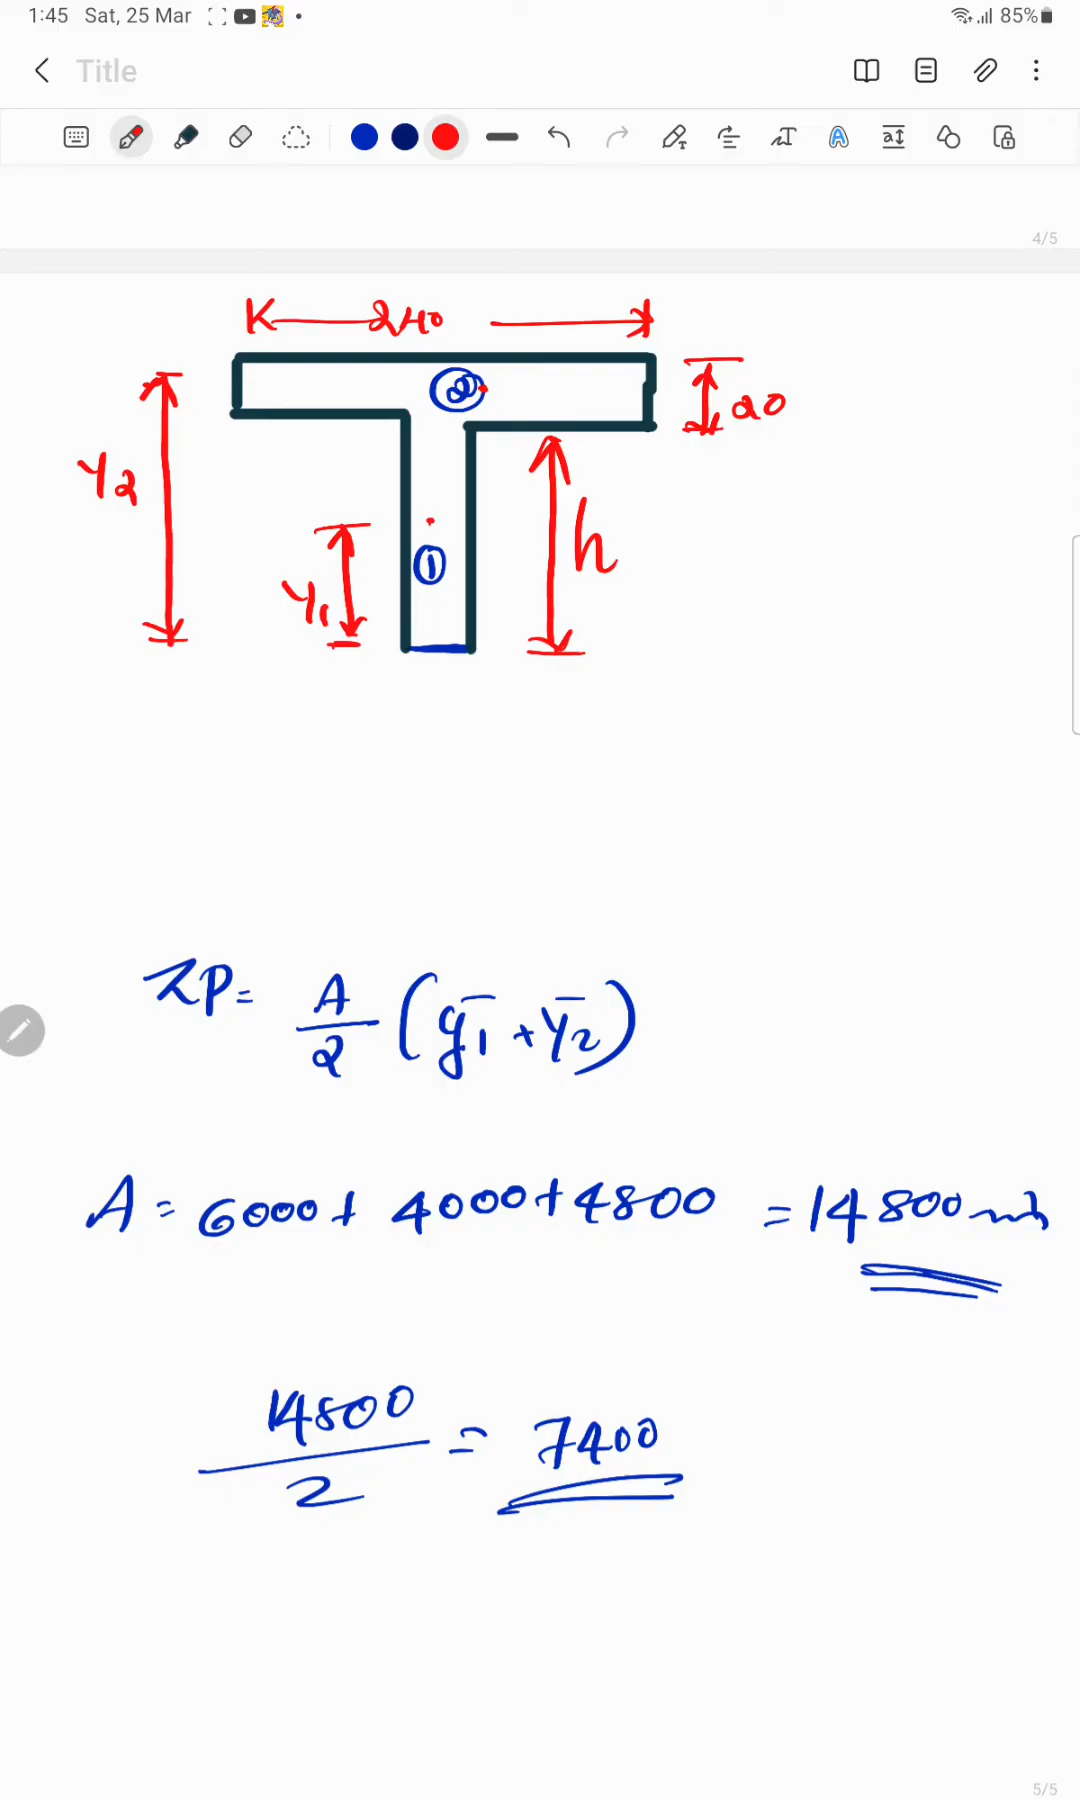 1:45 Sat, 25 Mar
85%
Title
4/5
240
20
2
Y2
h
Y1
1
ZP = A/2 (ȳ1 + ȳ2)
A = 6000 + 4000 + 4800 = 14800
14800/2 = 7400
5/5